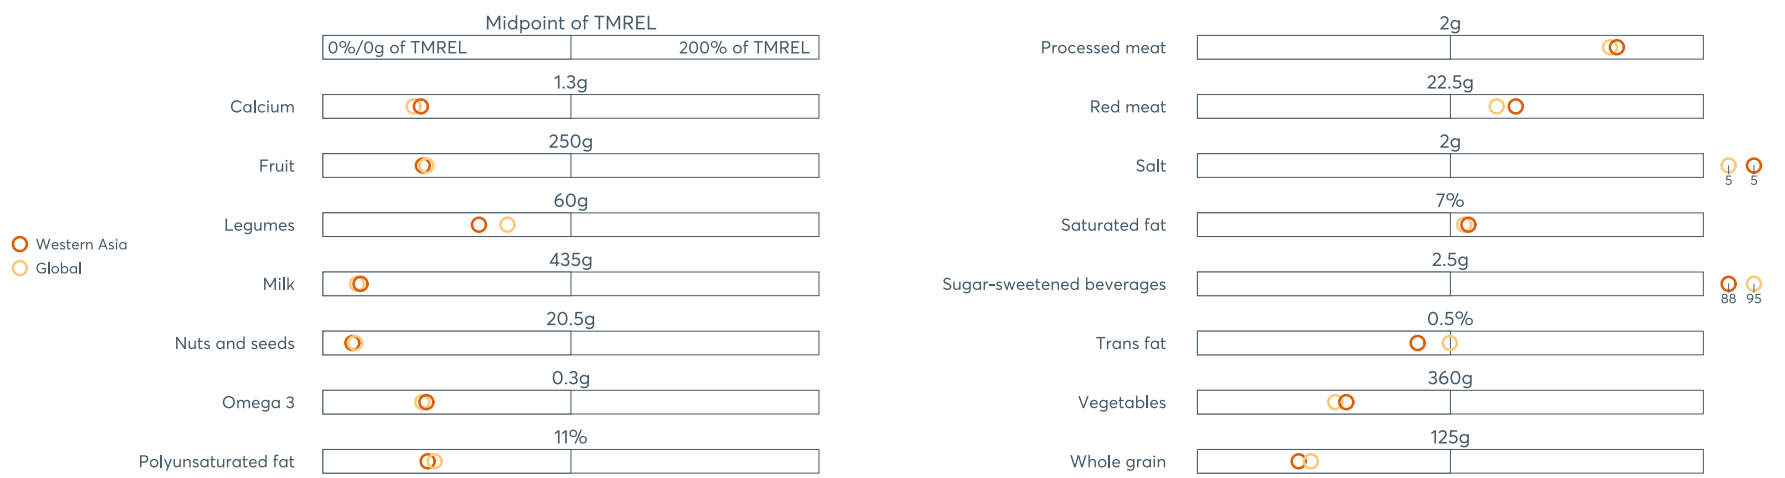 Midpoint of TMREL
0%/0g of TMREL 200% of TMREL
1.3g
Calcium
250g
Fruit
60g
Legumes
Western Asia
Global
435g
Milk
20.5g
Nuts and seeds
0.3g
Omega 3
11%
Polyunsaturated fat
2g
Processed meat
22.5g
Red meat
2g
Salt
5 5
7%
Saturated fat
2.5g
Sugar-sweetened beverages
88 95
0.5%
Trans fat
360g
Vegetables
125g
Whole grain